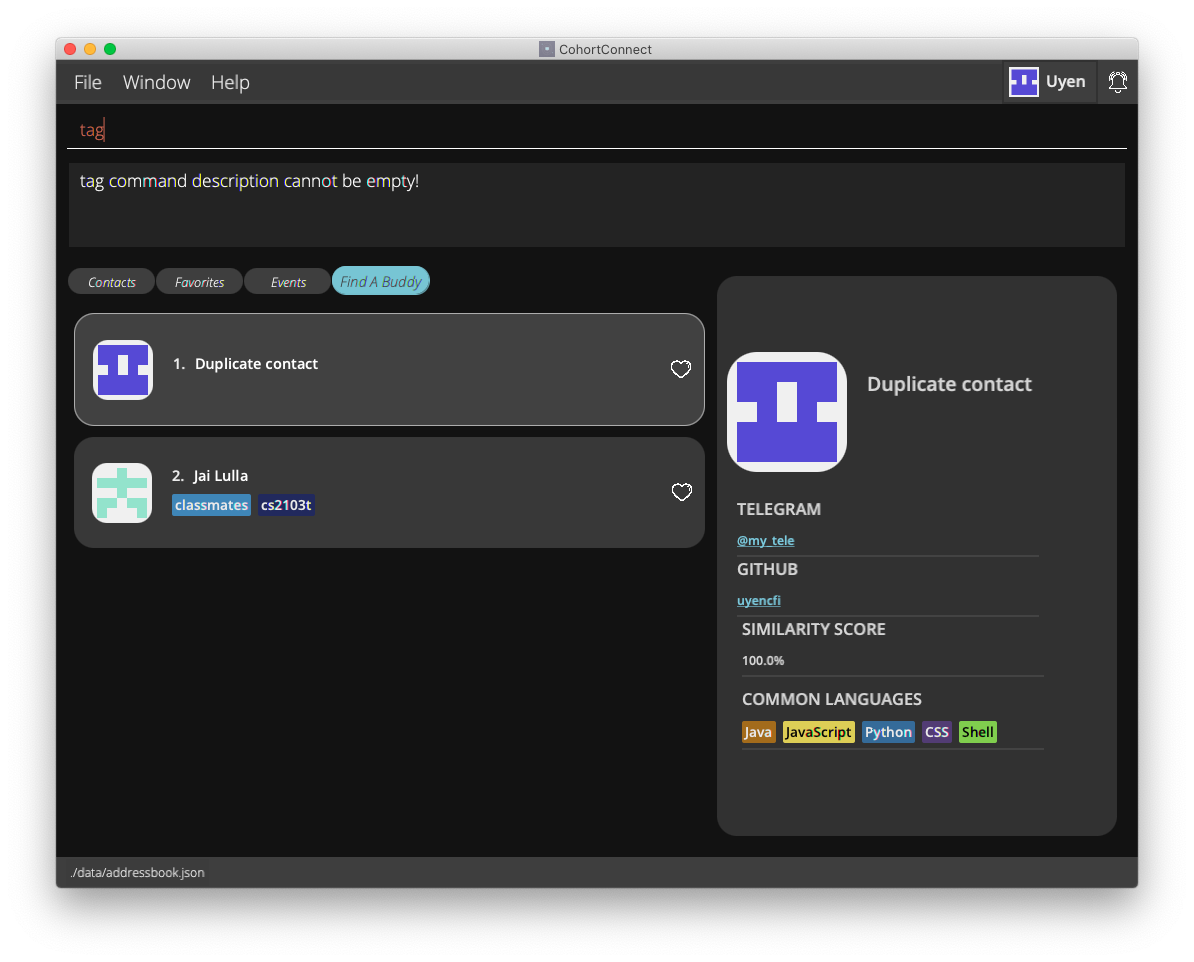 CohortConnect
File Window Help Uyen
tag
tag command description cannot be empty!
Contacts Favorites Events Find A Buddy
1. Duplicate contact
2. Jai Lulla
classmates cs2103t
Duplicate contact
TELEGRAM
@my_tele
GITHUB
uyencfi
SIMILARITY SCORE
100.0%
COMMON LANGUAGES
Java JavaScript Python CSS Shell
./data/addressbook.json